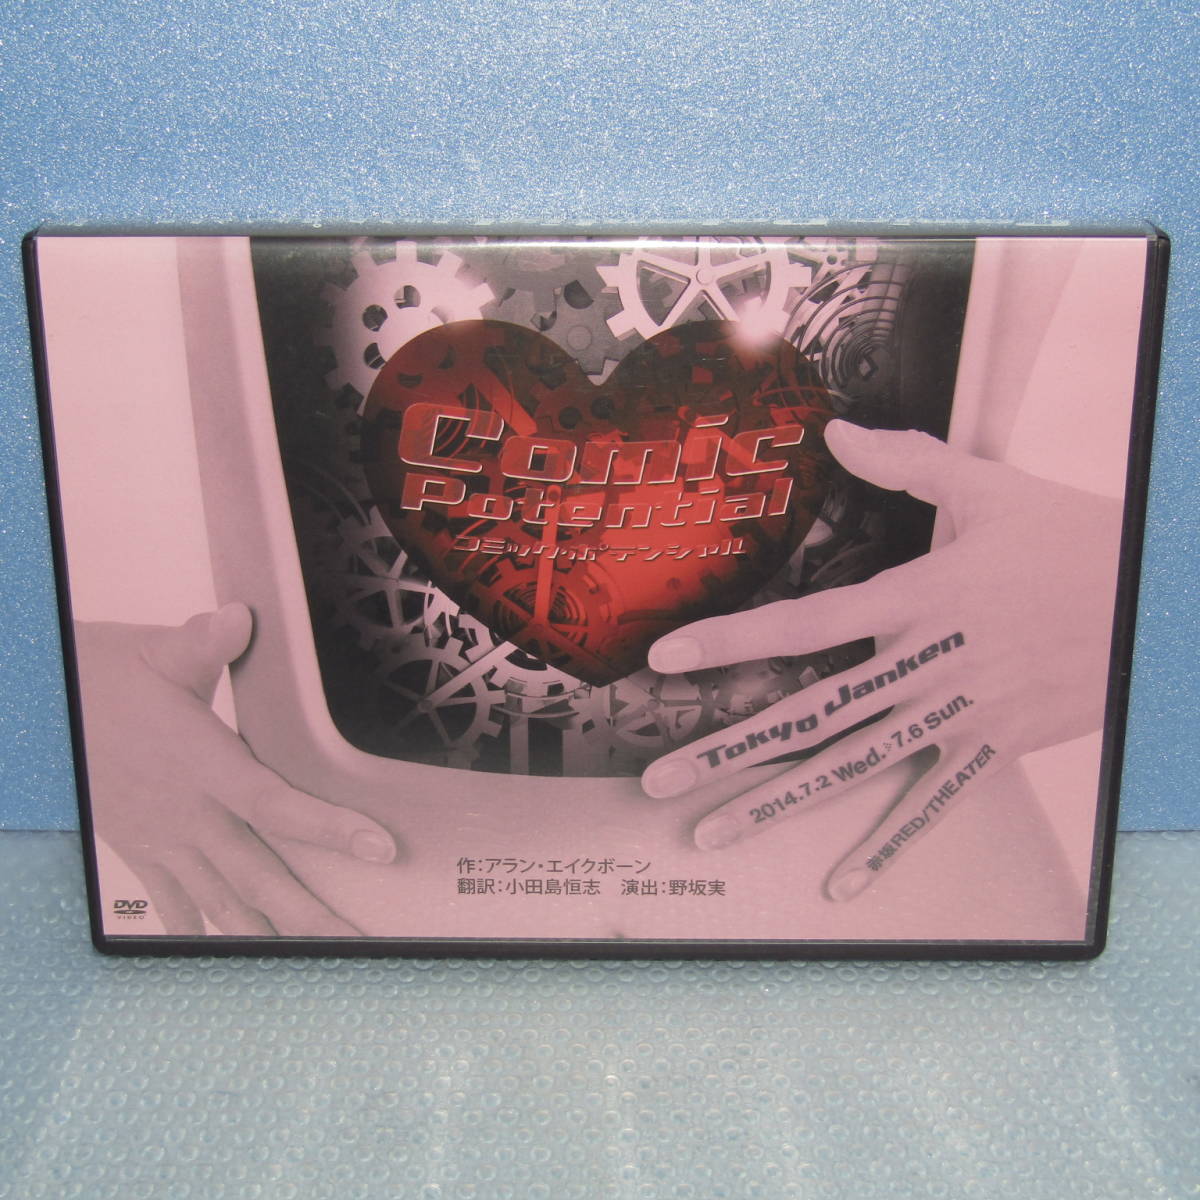 Comic
Potential
コミック・ポテンシャル
Tokyo Janken
2014.7.2 Wed. 7.6 Sun.
赤坂RED/THEATER
作：アラン・エイクボーン
翻訳：小田島恒志　演出：野坂実
DVD
VIDEO